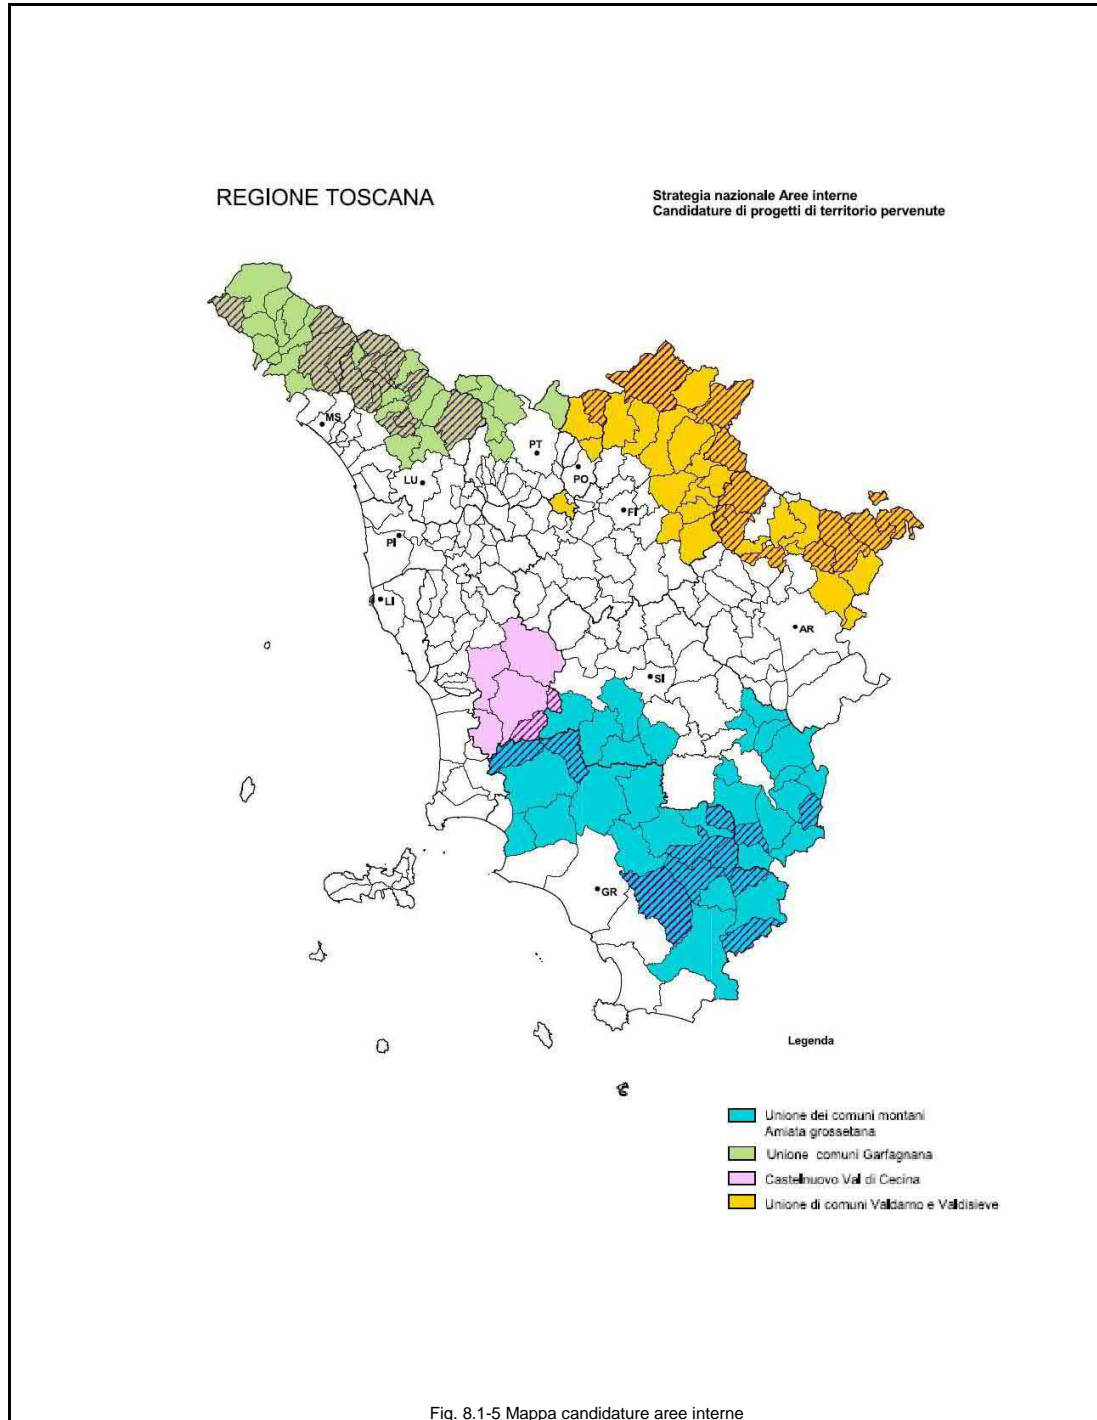 REGIONE TOSCANA
Strategia nazionale Aree interne
Candidature di progetti di territorio pervenute
MS
PT
PO
LU
FI
PI
LI
AR
SI
GR
Legenda
Unione dei comuni montani
Amiata grossetana
Unione comuni Garfagnana
Castelnuovo Val di Cecina
Unione di comuni Valdarno e Valdisieve
Fig. 8.1-5 Mappa candidature aree interne